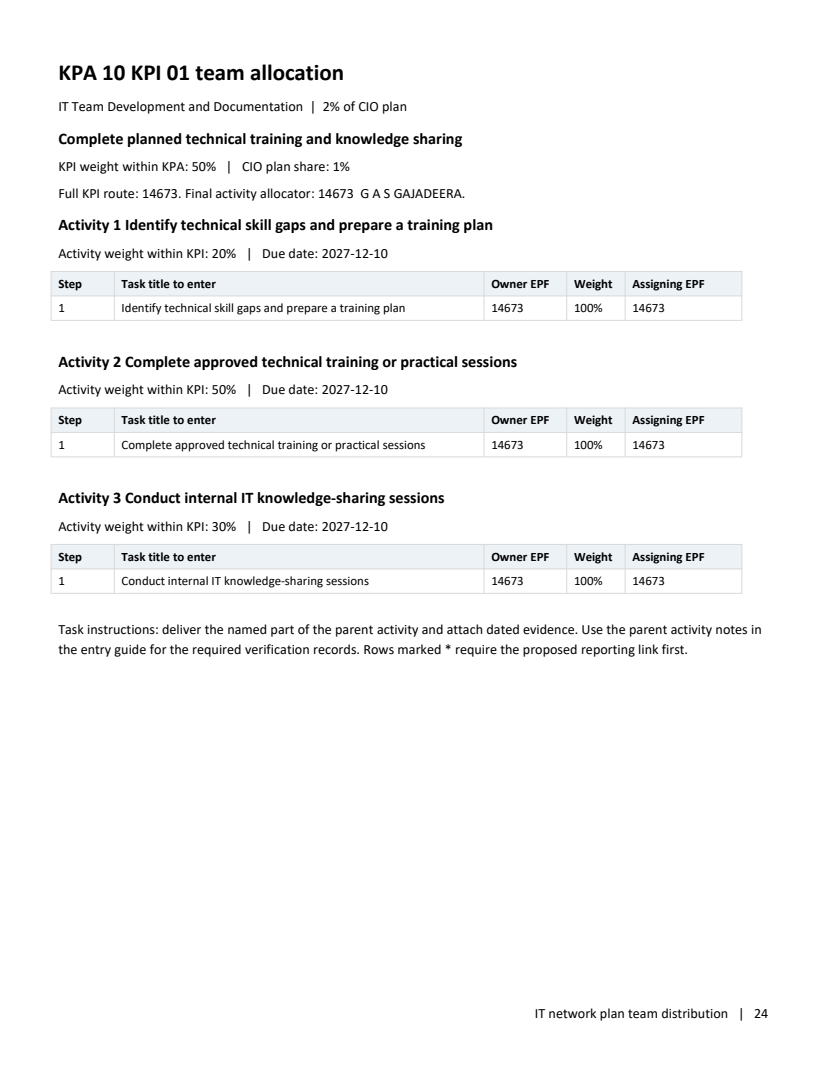 KPA 10 KPI 01 team allocation
IT Team Development and Documentation | 2% of CIO plan
Complete planned technical training and knowledge sharing
KPI weight within KPA: 50% | CIO plan share: 1%
Full KPI route: 14673. Final activity allocator: 14673 G A S GAJADEERA.
Activity 1 Identify technical skill gaps and prepare a training plan
Activity weight within KPI: 20% | Due date: 2027-12-10
Step Task title to enter Owner EPF Weight Assigning EPF
1 Identify technical skill gaps and prepare a training plan 14673 100% 14673
Activity 2 Complete approved technical training or practical sessions
Activity weight within KPI: 50% | Due date: 2027-12-10
Step Task title to enter Owner EPF Weight Assigning EPF
1 Complete approved technical training or practical sessions 14673 100% 14673
Activity 3 Conduct internal IT knowledge-sharing sessions
Activity weight within KPI: 30% | Due date: 2027-12-10
Step Task title to enter Owner EPF Weight Assigning EPF
1 Conduct internal IT knowledge-sharing sessions 14673 100% 14673
Task instructions: deliver the named part of the parent activity and attach dated evidence. Use the parent activity notes in
the entry guide for the required verification records. Rows marked * require the proposed reporting link first.
IT network plan team distribution | 24